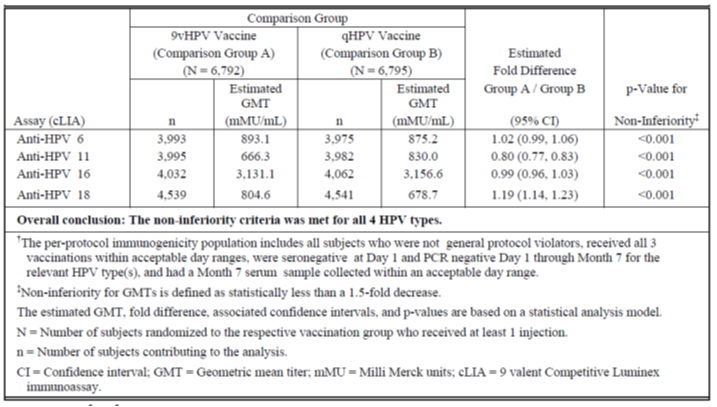 Comparison Group
9vHPV Vaccine
(Comparison Group A)
(N = 6,792)
qHPV Vaccine
(Comparison Group B)
(N = 6,795)
Estimated
Fold Difference
Group A / Group B
p-Value for
Assay (cLIA) n Estimated GMT (mMU/mL) n Estimated GMT (mMU/mL) (95% CI) Non-Inferiority‡
Anti-HPV 6 3,993 893.1 3,975 875.2 1.02 (0.99, 1.06) <0.001
Anti-HPV 11 3,995 666.3 3,982 830.0 0.80 (0.77, 0.83) <0.001
Anti-HPV 16 4,032 3,131.1 4,062 3,156.6 0.99 (0.96, 1.03) <0.001
Anti-HPV 18 4,539 804.6 4,541 678.7 1.19 (1.14, 1.23) <0.001
Overall conclusion: The non-inferiority criteria was met for all 4 HPV types.
†The per-protocol immunogenicity population includes all subjects who were not general protocol violators, received all 3
vaccinations within acceptable day ranges, were seronegative at Day 1 and PCR negative Day 1 through Month 7 for the
relevant HPV type(s), and had a Month 7 serum sample collected within an acceptable day range.
‡Non-inferiority for GMTs is defined as statistically less than a 1.5-fold decrease.
The estimated GMT, fold difference, associated confidence intervals, and p-values are based on a statistical analysis model.
N = Number of subjects randomized to the respective vaccination group who received at least 1 injection.
n = Number of subjects contributing to the analysis.
CI = Confidence interval; GMT = Geometric mean titer; mMU = Milli Merck units; cLIA = 9 valent Competitive Luminex
immunoassay.